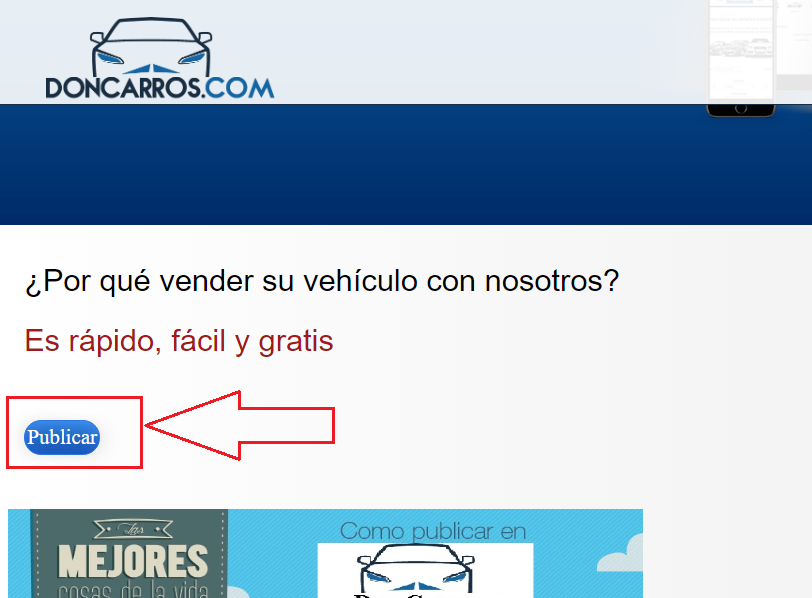 DONCARROS.COM
¿Por qué vender su vehículo con nosotros?
Es rápido, fácil y gratis
Publicar
Las
MEJORES
cosas de la vida
Como publicar en